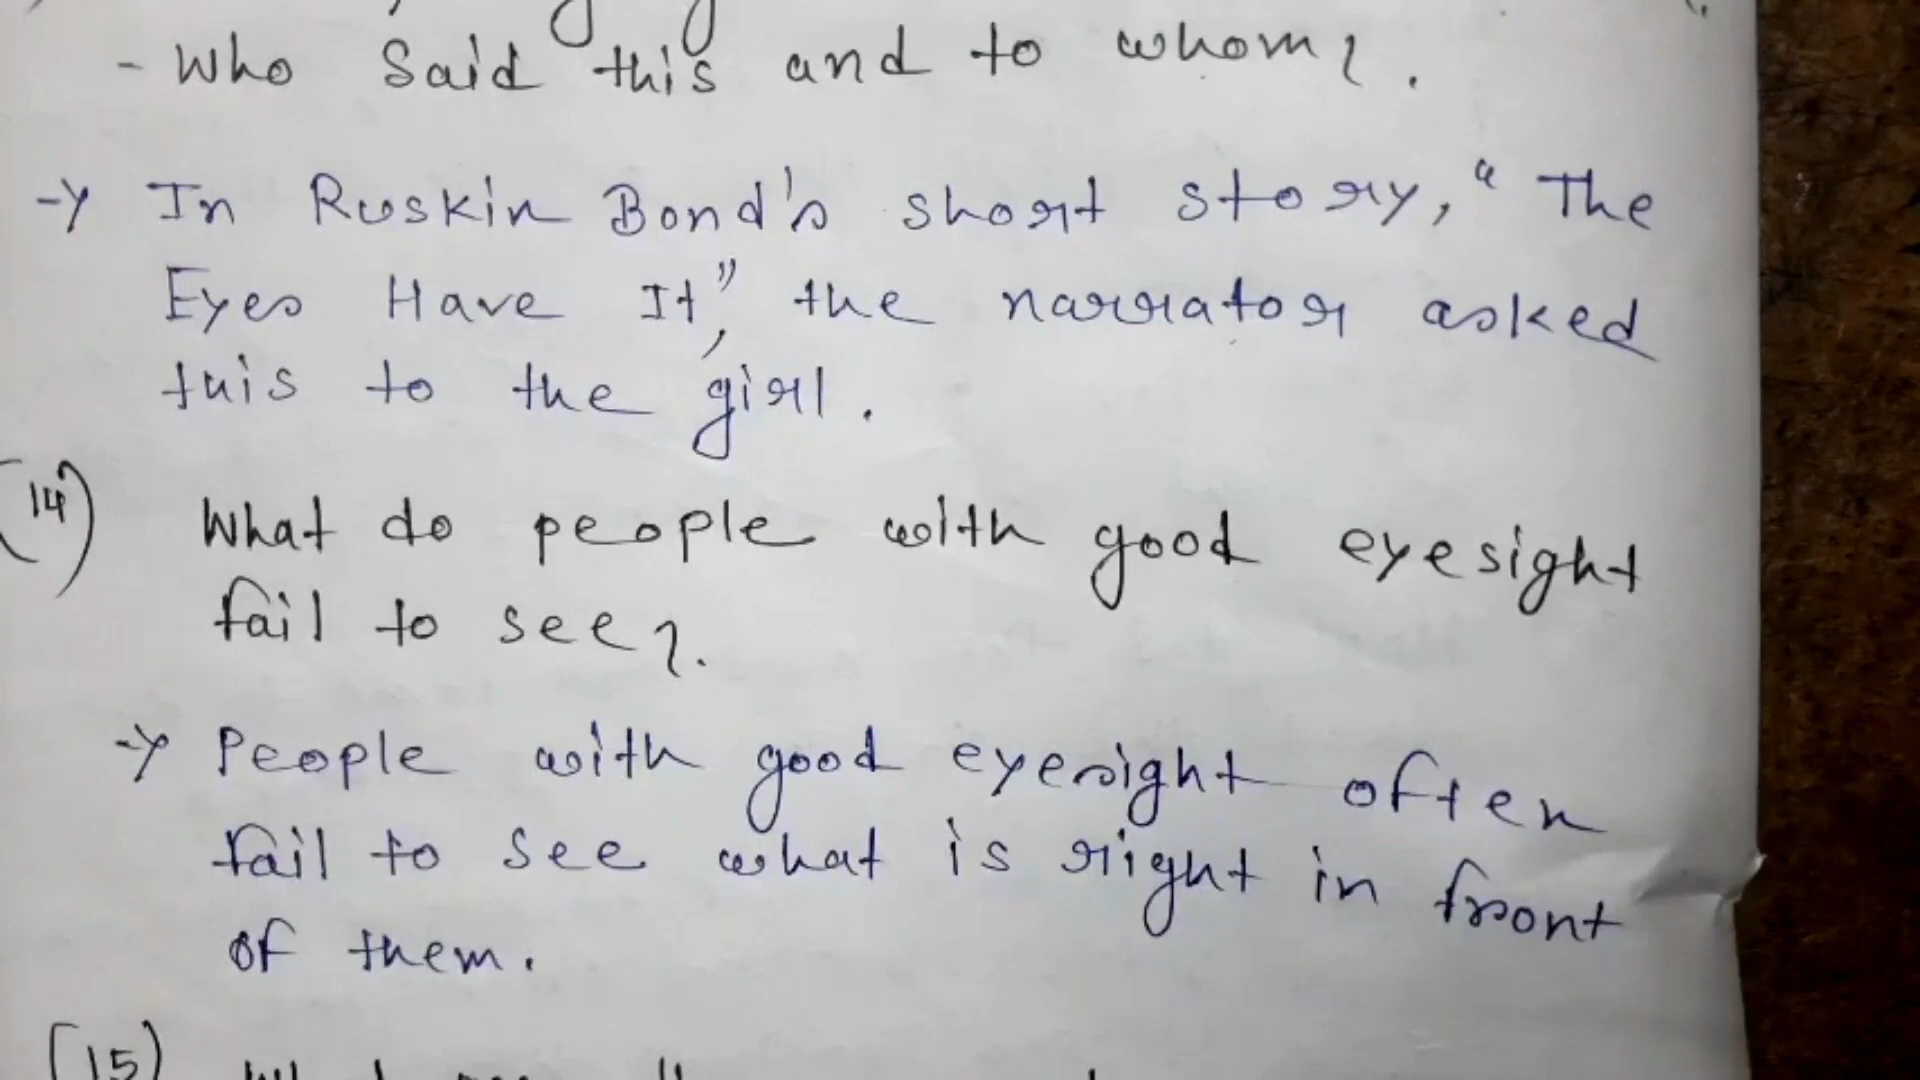 - Who said this and to whom?.
→ In Ruskin Bond's short story, "The
Eyes Have It", the narrator asked
this to the girl.
(14) What do people with good eyesight
fail to see?.
→ People with good eyesight often
fail to see what is right in front
of them.
(15)